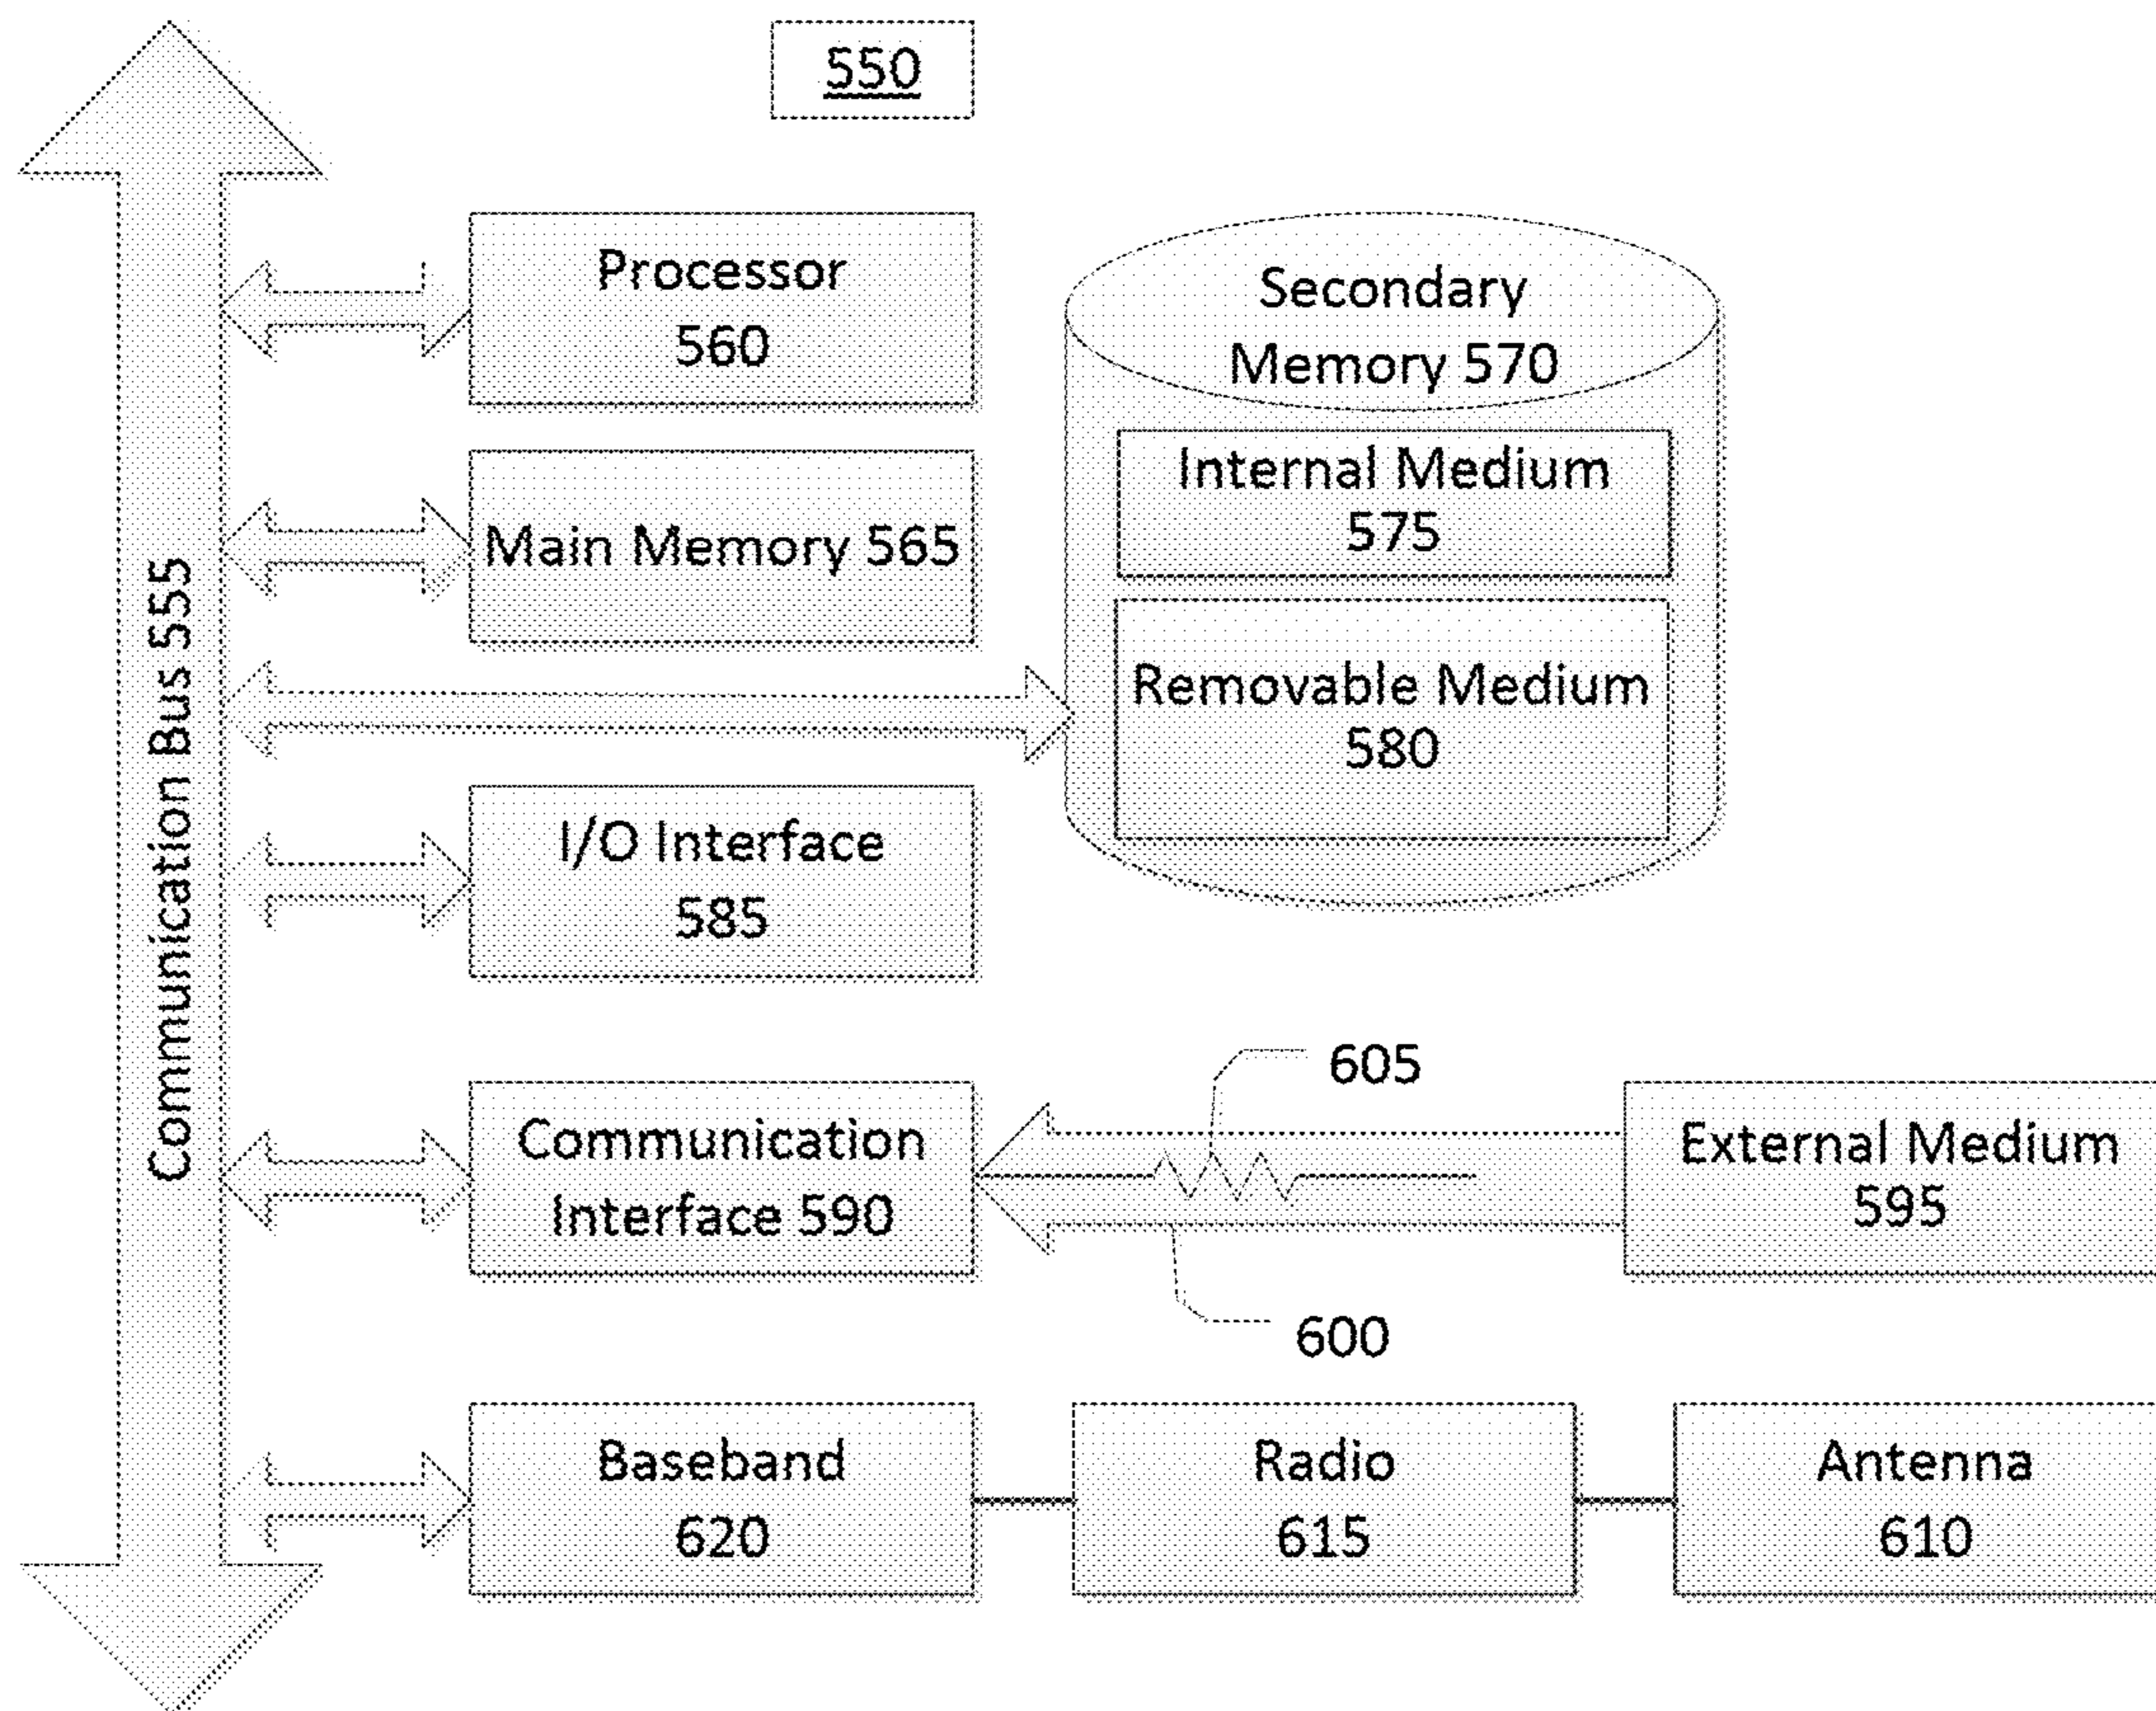 550
Communication Bus 555
Processor
560
Secondary
Memory 570
Main Memory 565
Internal Medium
575
Removable Medium
580
I/O Interface
585
605
Communication
Interface 590
External Medium
595
600
Baseband
620
Radio
615
Antenna
610